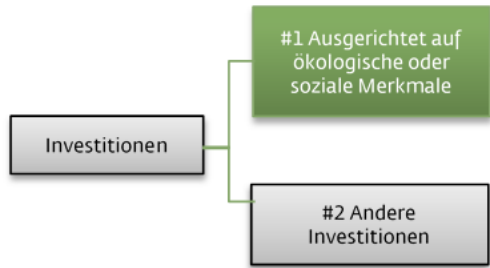 #1 Ausgerichtet auf
ökologische oder
soziale Merkmale
Investitionen
#2 Andere
Investitionen